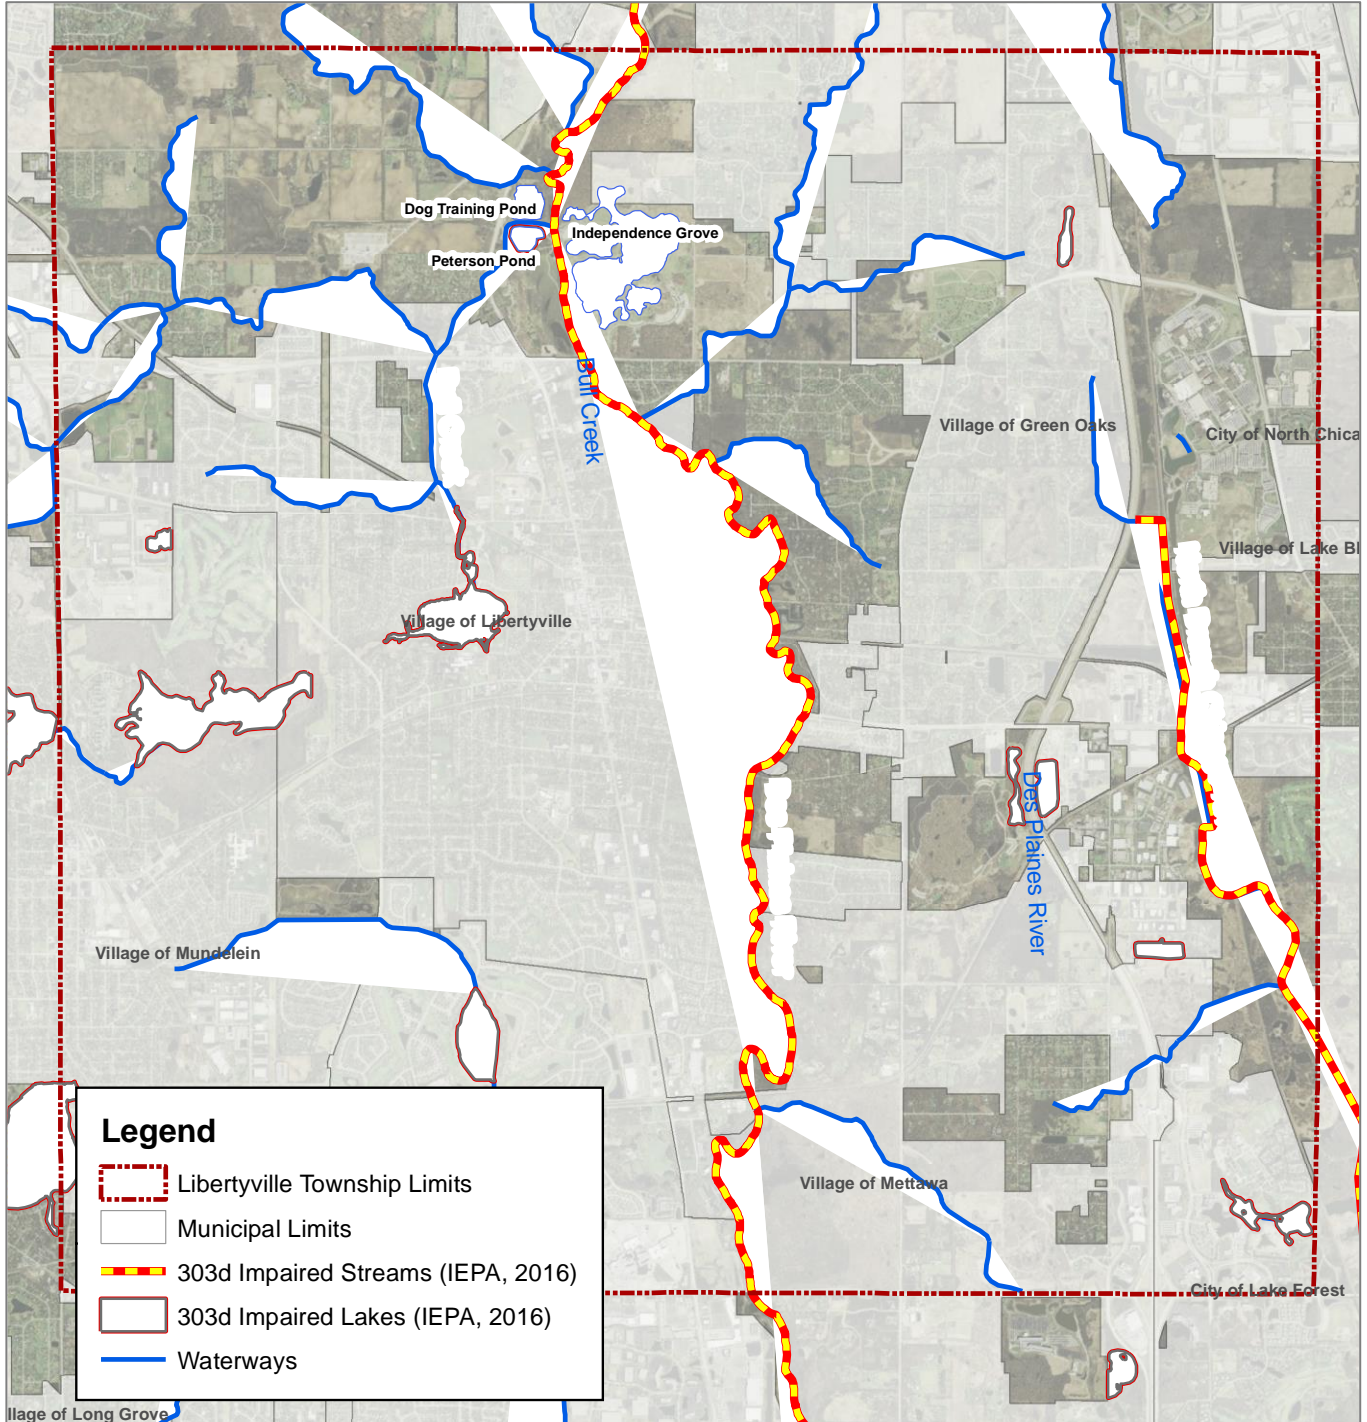 Dog Training Pond
Independence Grove
Peterson Pond
Bull Creek
Village of Green Oaks
City of North Chica
Village of Lake Bl
Village of Libertyville
Des Plaines River
Village of Mundelein
Village of Mettawa
City of Lake Forest
Legend
Libertyville Township Limits
Municipal Limits
303d Impaired Streams (IEPA, 2016)
303d Impaired Lakes (IEPA, 2016)
Waterways
llage of Long Grove